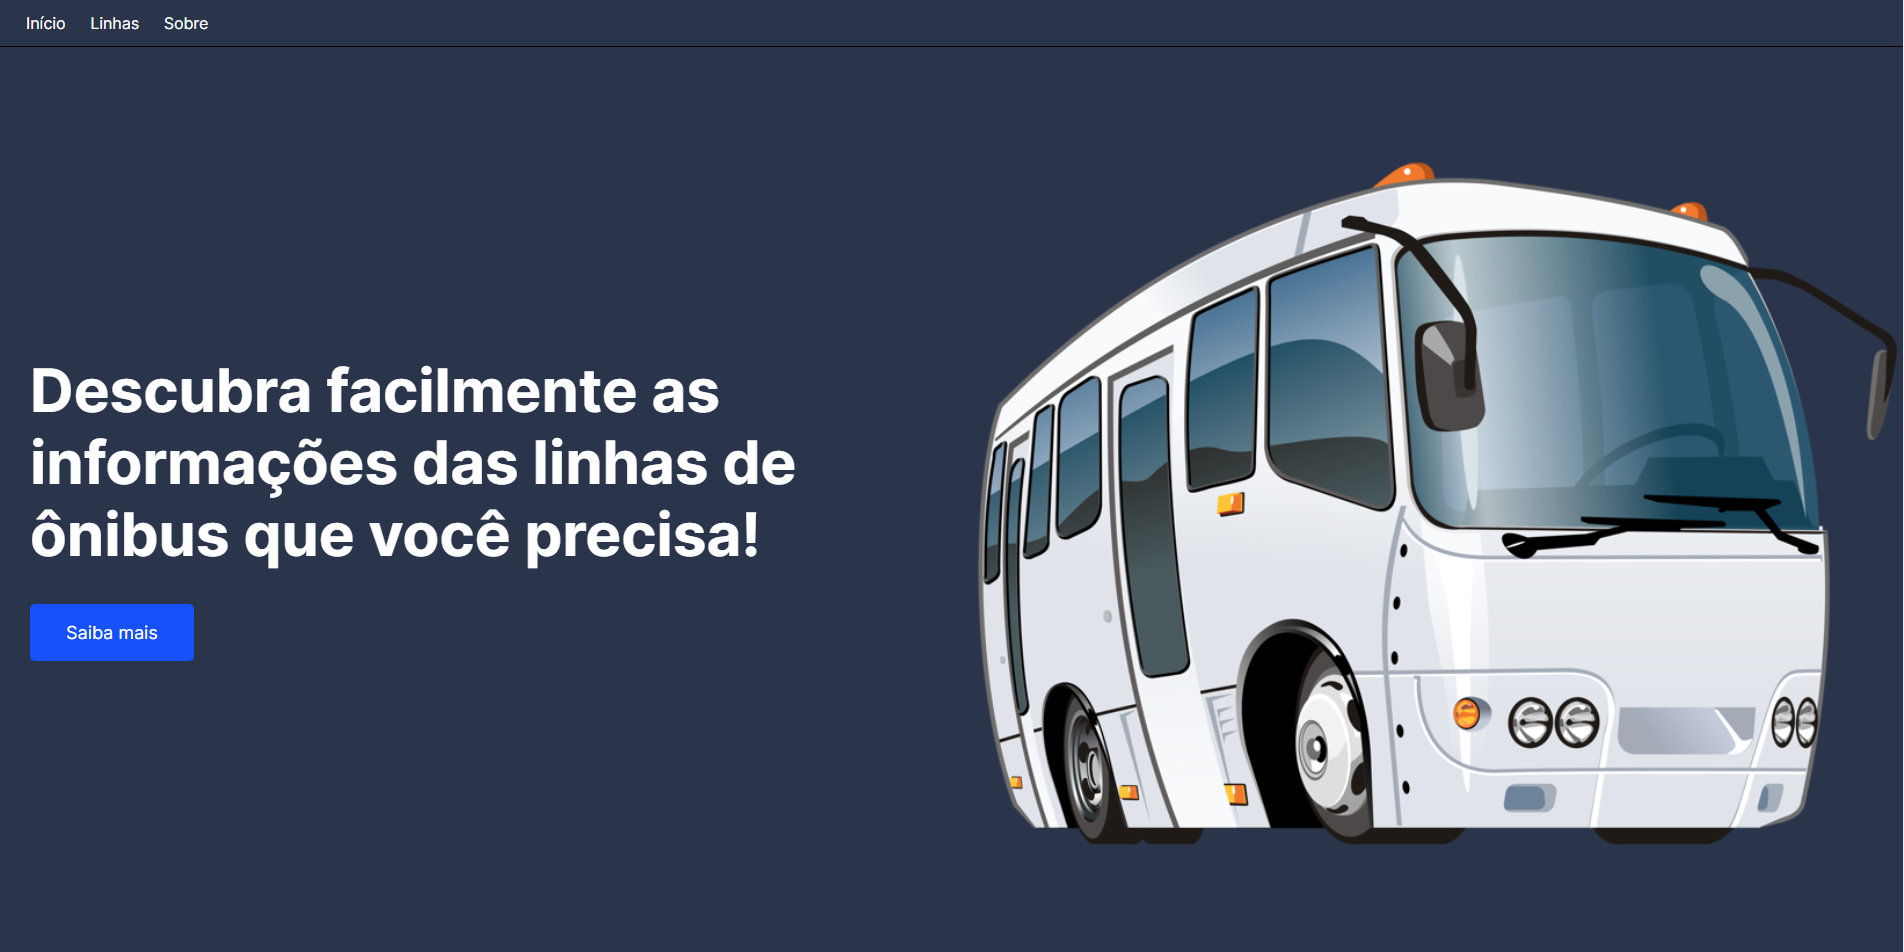 Início Linhas Sobre
Descubra facilmente as
informações das linhas de
ônibus que você precisa!
Saiba mais